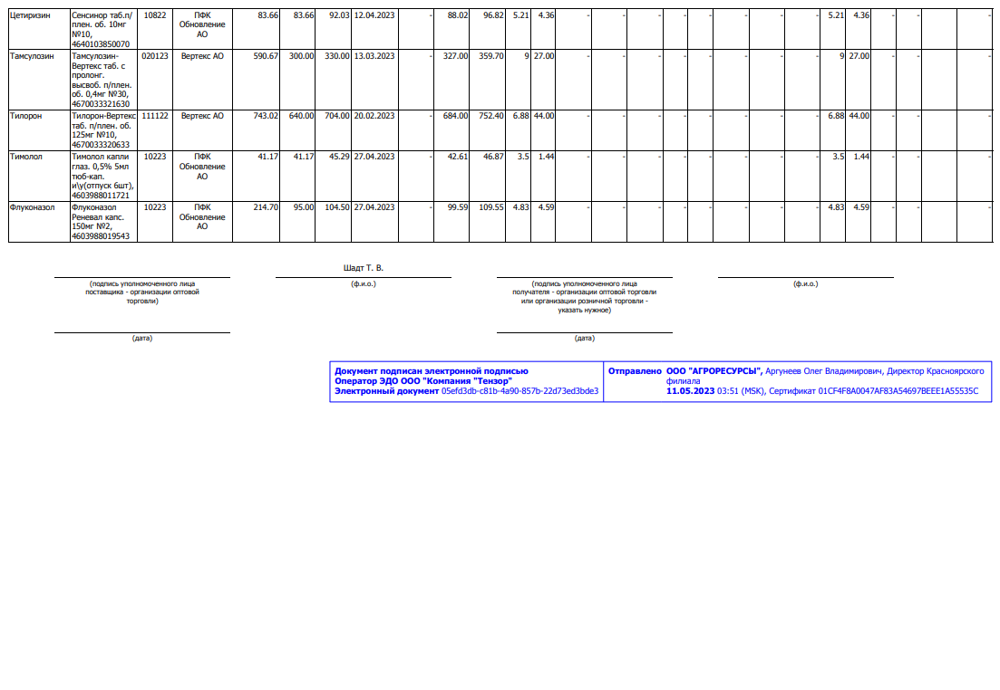 Цетиризин Сенсинор таб.п/ 10822 ПФК 83.66 83.66 92.03 12.04.2023 - 88.02 96.82 5.21 4.36 - - - - - - - - - 5.21 4.36 - - - -
плен. об. 10мг Обновление
№10, АО
4640103850070
Тамсулозин Тамсулозин- 020123 Вертекс АО 590.67 300.00 330.00 13.03.2023 - 327.00 359.70 9 27.00 - - - - - - - - - 9 27.00 - - - -
Вертекс таб. с
пролонг.
высвоб. п/плен.
об. 0,4мг №30,
4670033321630
Тилорон Тилорон-Вертекс 111122 Вертекс АО 743.02 640.00 704.00 20.02.2023 - 684.00 752.40 6.88 44.00 - - - - - - - - - 6.88 44.00 - - - -
таб. п/плен. об.
125мг №10,
4670033320633
Тимолол Тимолол капли 10223 ПФК 41.17 41.17 45.29 27.04.2023 - 42.61 46.87 3.5 1.44 - - - - - - - - - 3.5 1.44 - - - -
глаз. 0,5% 5мл Обновление
тюб-кап. АО
и\у(отпуск 6шт),
4603988011721
Флуконазол Флуконазол 10223 ПФК 214.70 95.00 104.50 27.04.2023 - 99.59 109.55 4.83 4.59 - - - - - - - - - 4.83 4.59 - - - -
Реневал капс. Обновление
150мг №2, АО
4603988019543
Шадт Т. В.
(подпись уполномоченного лица (ф.и.о.) (подпись уполномоченного лица (ф.и.о.)
поставщика - организации оптовой получателя - организации оптовой торговли
торговли) или организации розничной торговли -
указать нужное)
(дата) (дата)
Документ подписан электронной подписью Отправлено ООО "АГРОРЕСУРСЫ", Аргунеев Олег Владимирович, Директор Красноярского
Оператор ЭДО ООО "Компания "Тензор" филиала
Электронный документ 05efd3db-c81b-4a90-857b-22d73ed3bde3 11.05.2023 03:51 (MSK), Сертификат 01CF4F8A0047AF83A54697BEEE1A55535C